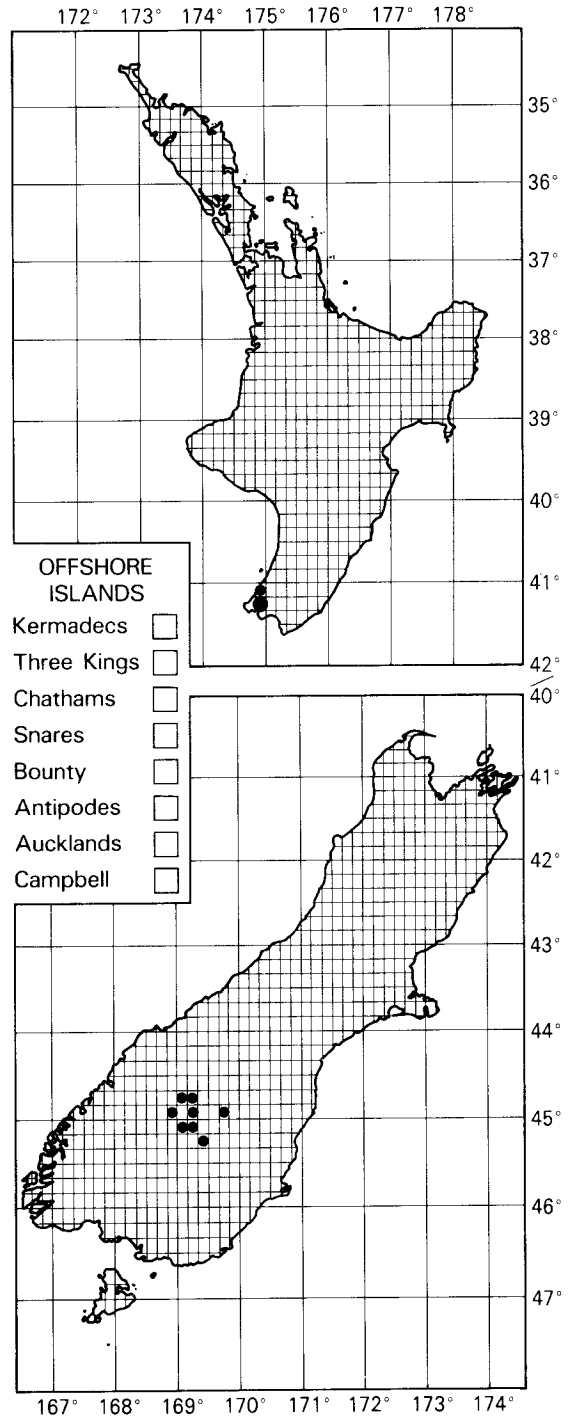 172° 173° 174° 175° 176° 177° 178°
35°
36°
37°
38°
39°
40°
41°
42°
OFFSHORE
ISLANDS
Kermadecs
Three Kings
Chathams
Snares
Bounty
Antipodes
Aucklands
Campbell
40°
41°
42°
43°
44°
45°
46°
47°
167° 168° 169° 170° 171° 172° 173° 174°